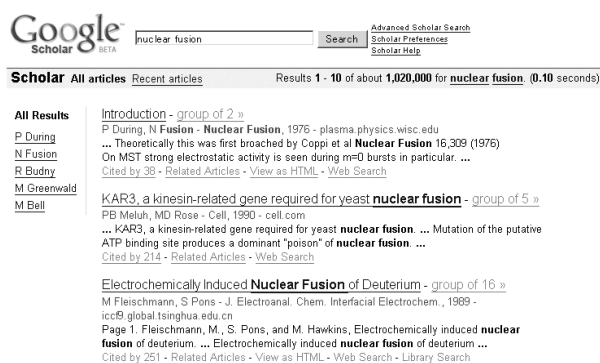 Google
Scholar BETA
nuclear fusion
Search
Advanced Scholar Search
Scholar Preferences
Scholar Help
Scholar All articles Recent articles
Results 1 - 10 of about 1,020,000 for nuclear fusion. (0.10 seconds)
All Results
P During
N Fusion
R Budny
M Greenwald
M Bell
Introduction - group of 2 »
P During, N Fusion - Nuclear Fusion, 1976 - plasma.physics.wisc.edu
... Theoretically this was first broached by Coppi et al Nuclear Fusion 16,309 (1976)
On MST strong electrostatic activity is seen during m=0 bursts in particular. ...
Cited by 38 - Related Articles - View as HTML - Web Search
KAR3, a kinesin-related gene required for yeast nuclear fusion - group of 5 »
PB Meluh, MD Rose - Cell, 1990 - cell.com
... KAR3, a kinesin-related gene required for yeast nuclear fusion. ... Mutation of the putative
ATP binding site produces a dominant "poison" of nuclear fusion. ...
Cited by 214 - Related Articles - Web Search
Electrochemically Induced Nuclear Fusion of Deuterium - group of 16 »
M Fleischmann, S Pons - J. Electroanal. Chem. Interfacial Electrochem., 1989 -
iccf9.global.tsinghua.edu.cn
Page 1. Fleischmann, M., S. Pons, and M. Hawkins, Electrochemically induced nuclear
fusion of deuterium. ... Electrochemically induced nuclear fusion of deuterium ...
Cited by 251 - Related Articles - View as HTML - Web Search - Library Search